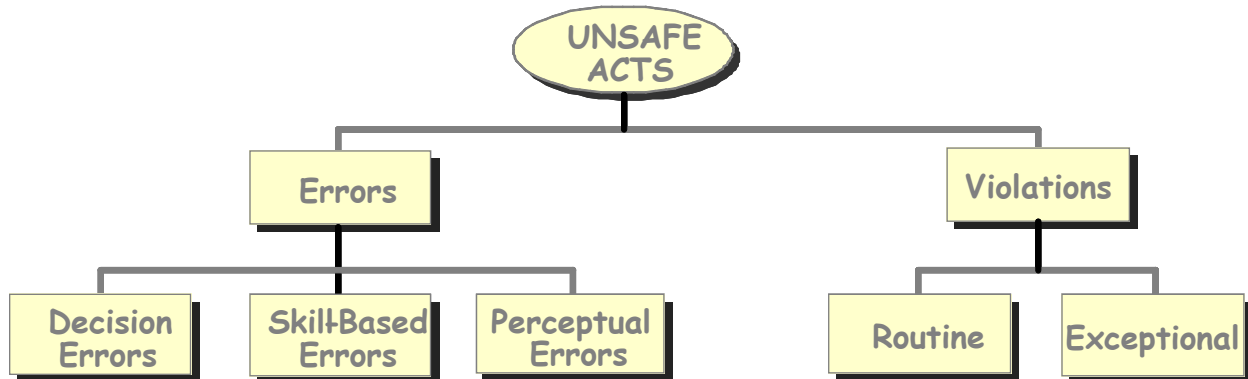 UNSAFE
ACTS
Errors
Violations
Decision
Errors
Skill-Based
Errors
Perceptual
Errors
Routine
Exceptional